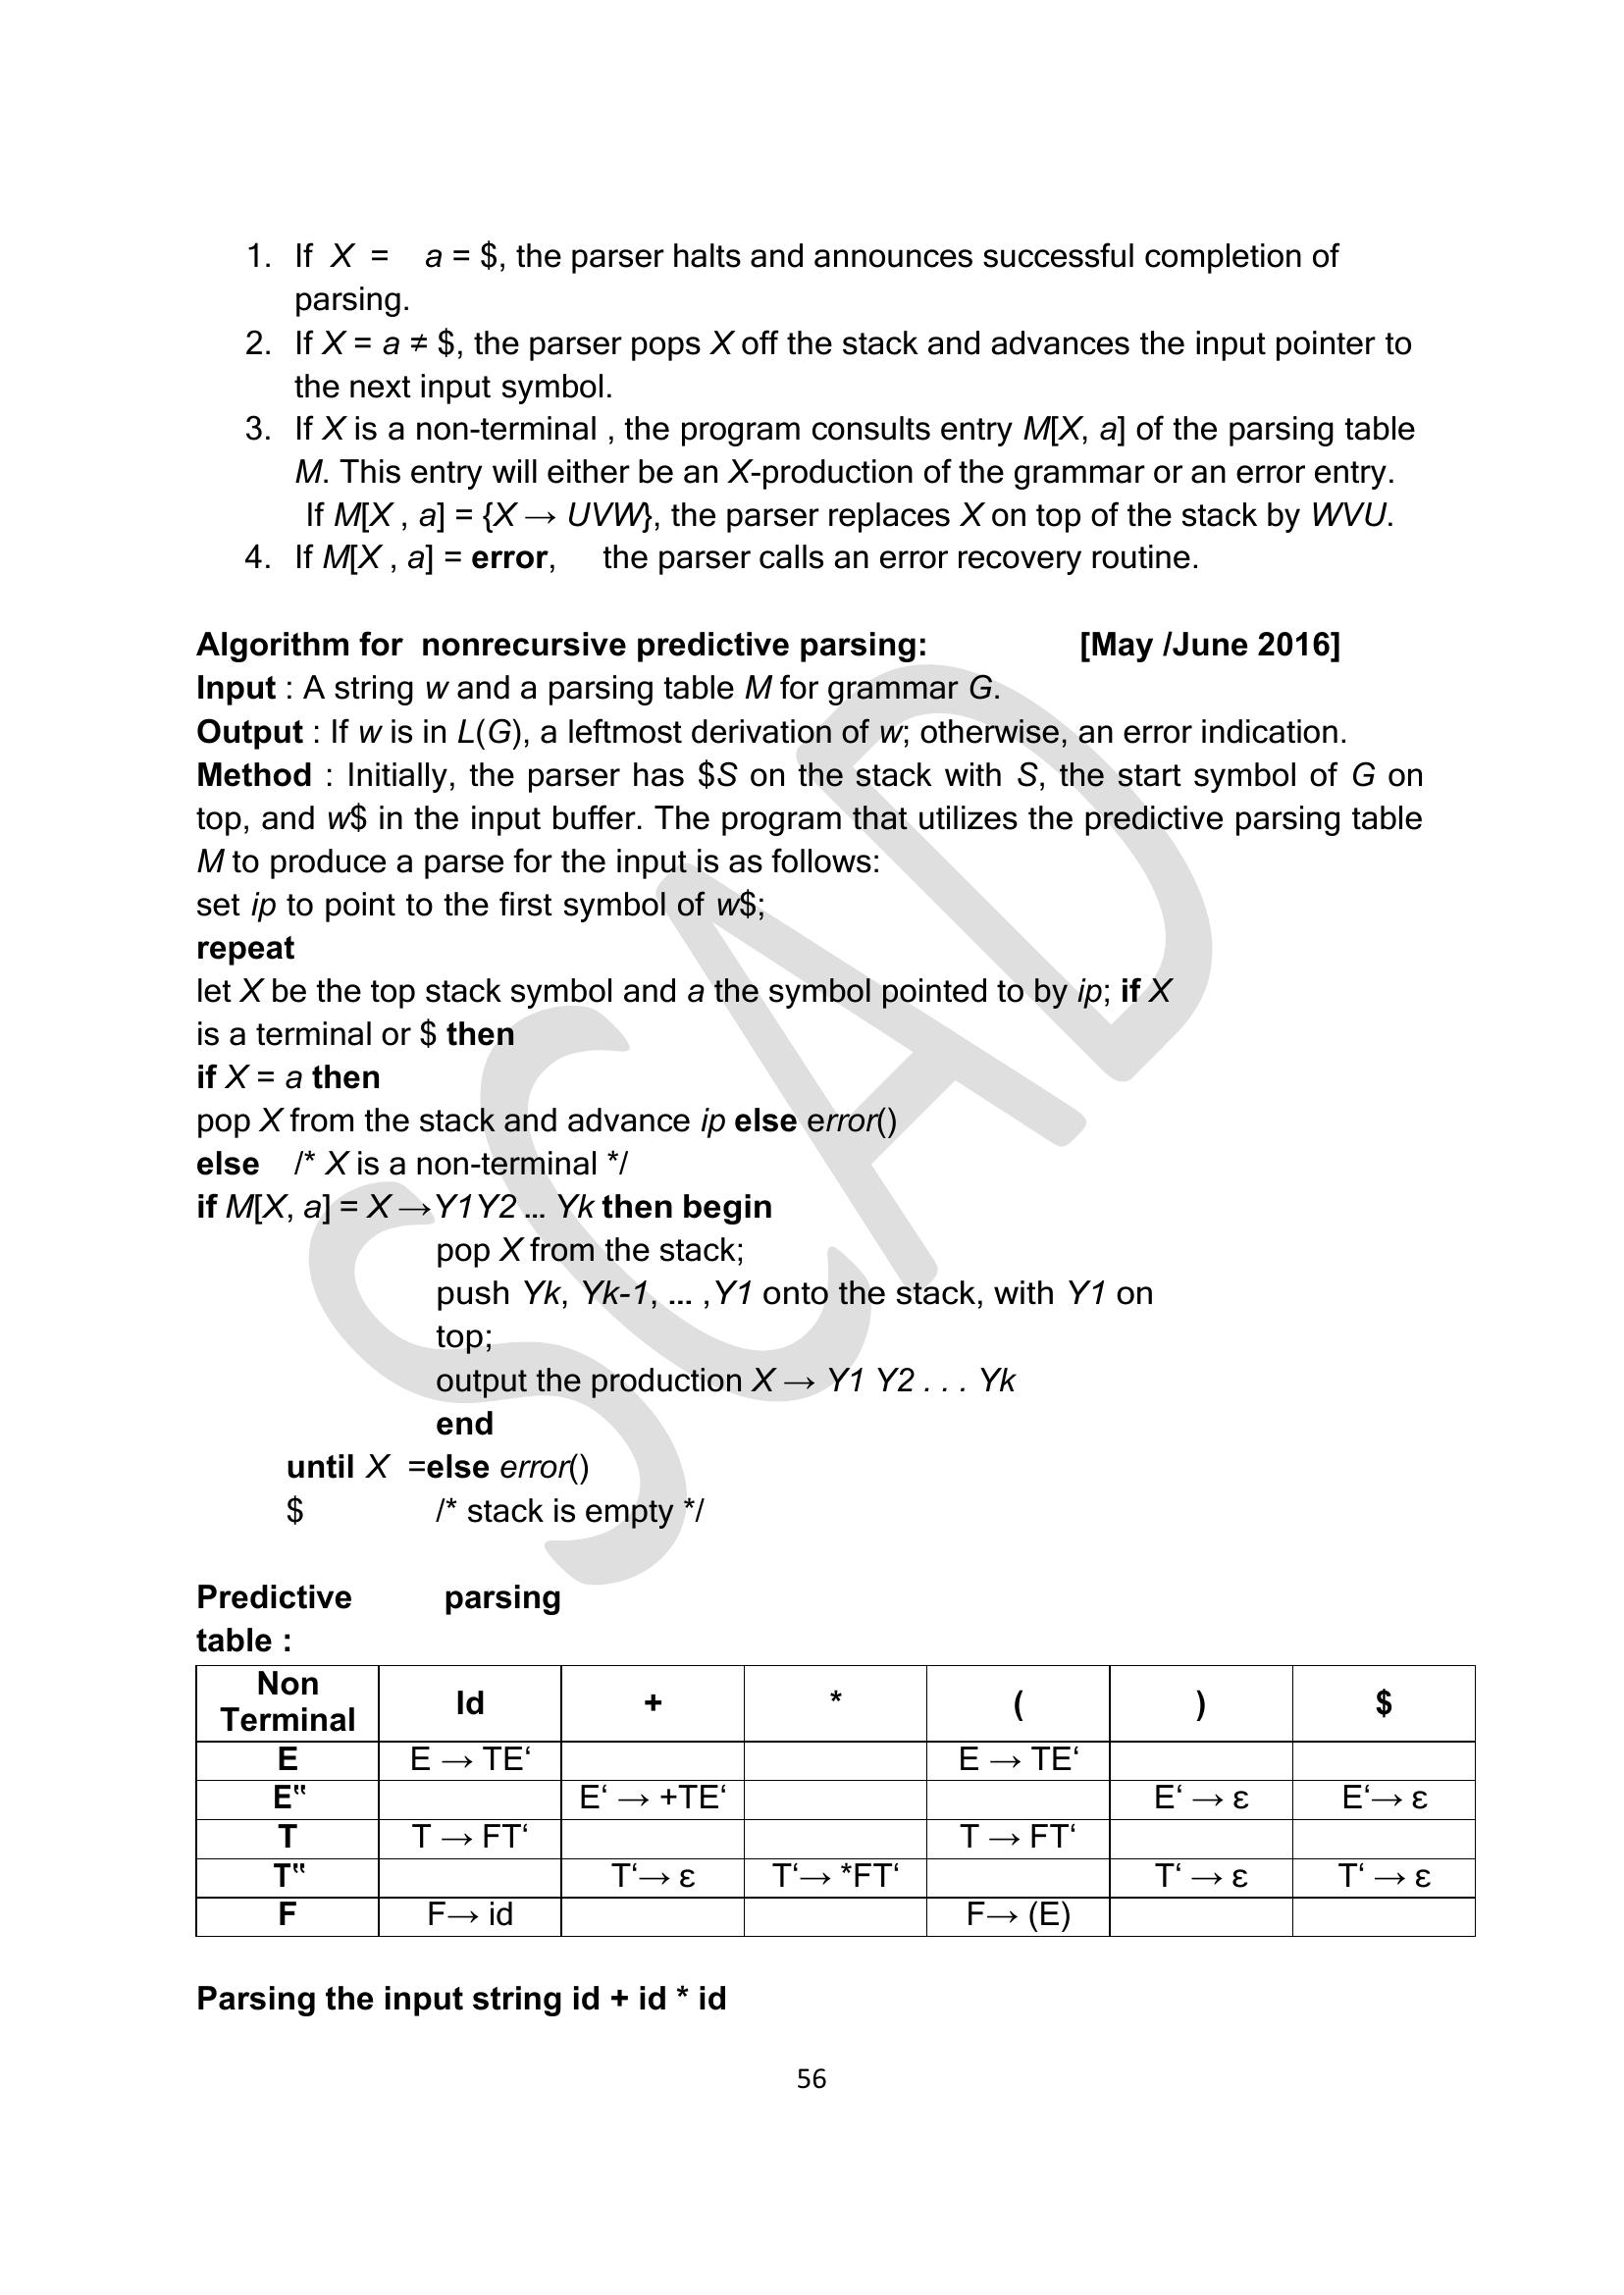 1. If X = a = $, the parser halts and announces successful completion of
parsing.
2. If X = a ≠ $, the parser pops X off the stack and advances the input pointer to
the next input symbol.
3. If X is a non-terminal , the program consults entry M[X, a] of the parsing table
M. This entry will either be an X-production of the grammar or an error entry.
If M[X , a] = {X → UVW}, the parser replaces X on top of the stack by WVU.
4. If M[X , a] = error, the parser calls an error recovery routine.
Algorithm for nonrecursive predictive parsing: [May /June 2016]
Input : A string w and a parsing table M for grammar G.
Output : If w is in L(G), a leftmost derivation of w; otherwise, an error indication.
Method : Initially, the parser has $S on the stack with S, the start symbol of G on
top, and w$ in the input buffer. The program that utilizes the predictive parsing table
M to produce a parse for the input is as follows:
set ip to point to the first symbol of w$;
repeat
let X be the top stack symbol and a the symbol pointed to by ip; if X
is a terminal or $ then
if X = a then
pop X from the stack and advance ip else error()
else /* X is a non-terminal */
if M[X, a] = X →Y1Y2 ... Yk then begin
pop X from the stack;
push Yk, Yk-1, ... ,Y1 onto the stack, with Y1 on
top;
output the production X → Y1 Y2 . . . Yk
end
until X =else error()
$ /* stack is empty */
Predictive parsing
table :
Non
Terminal Id + * ( ) $
E E → TE‘ E → TE‘
E‟ E‘ → +TE‘ E‘ → ε E‘→ ε
T T → FT‘ T → FT‘
T‟ T‘→ ε T‘→ *FT‘ T‘ → ε T‘ → ε
F F→ id F→ (E)
Parsing the input string id + id * id
56
SCAD